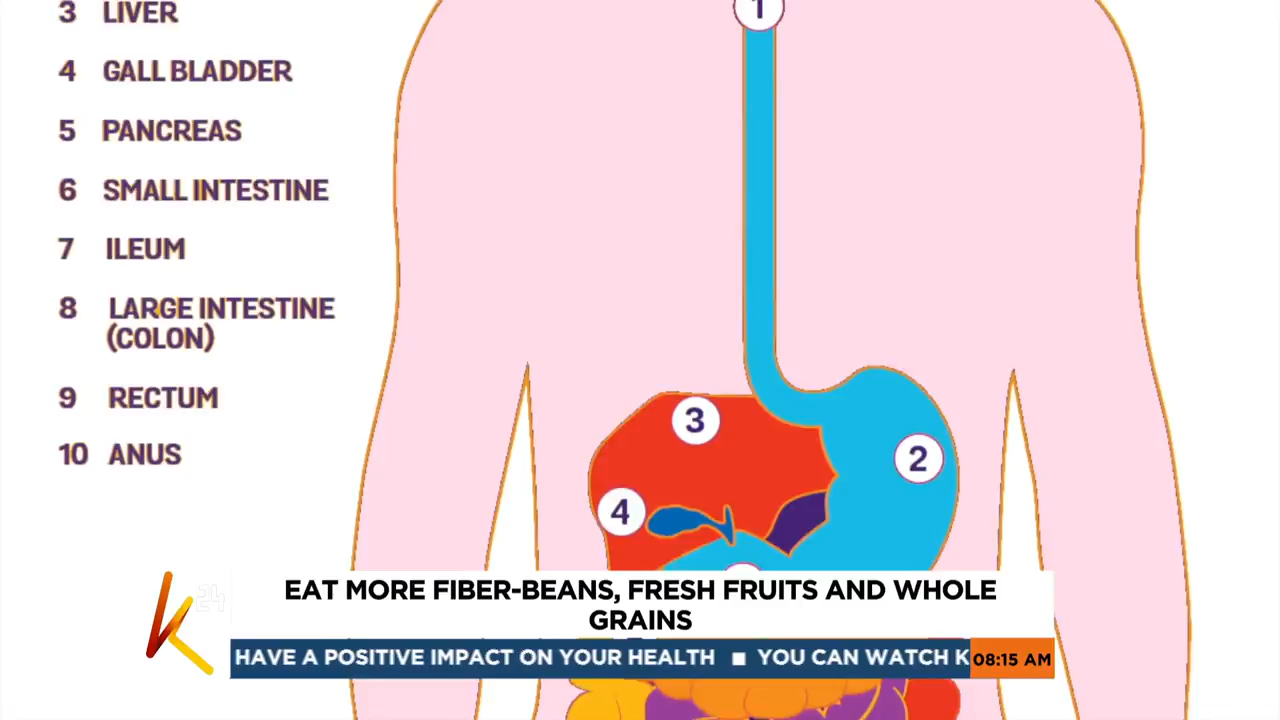 3 LIVER
4 GALL BLADDER
5 PANCREAS
6 SMALL INTESTINE
7 ILEUM
8 LARGE INTESTINE
(COLON)
9 RECTUM
10 ANUS
1
3
2
4
24
EAT MORE FIBER-BEANS, FRESH FRUITS AND WHOLE
GRAINS
HAVE A POSITIVE IMPACT ON YOUR HEALTH ■ YOU CAN WATCH K
08:15 AM